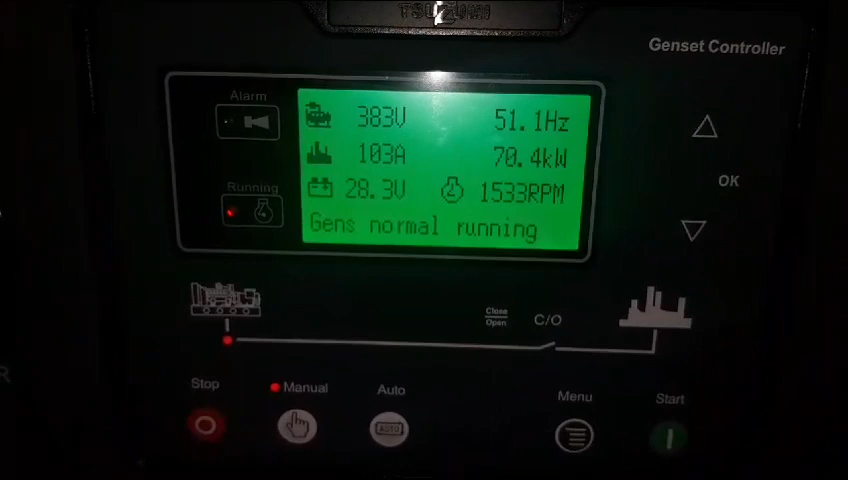 Genset Controller
Alarm
383V 51.1Hz
103A 70.4kW
Running
28.3V 1533RPM
Gens normal running
OK
Close
Open
C/O
Stop
Manual
Auto
AUTO
Menu
Start
R